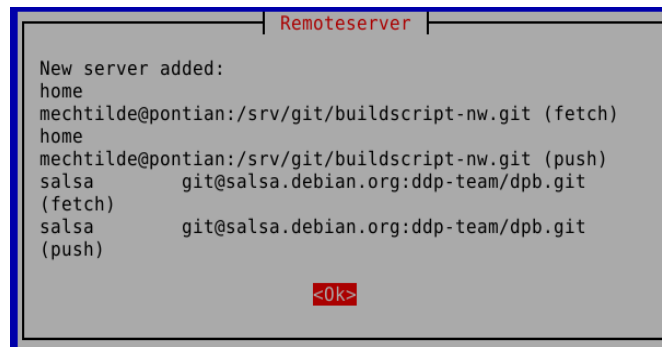 Remoteserver
New server added:
home
mechtilde@pontian:/srv/git/buildscript-nw.git (fetch)
home
mechtilde@pontian:/srv/git/buildscript-nw.git (push)
salsa git@salsa.debian.org:ddp-team/dpb.git
(fetch)
salsa git@salsa.debian.org:ddp-team/dpb.git
(push)
<Ok>